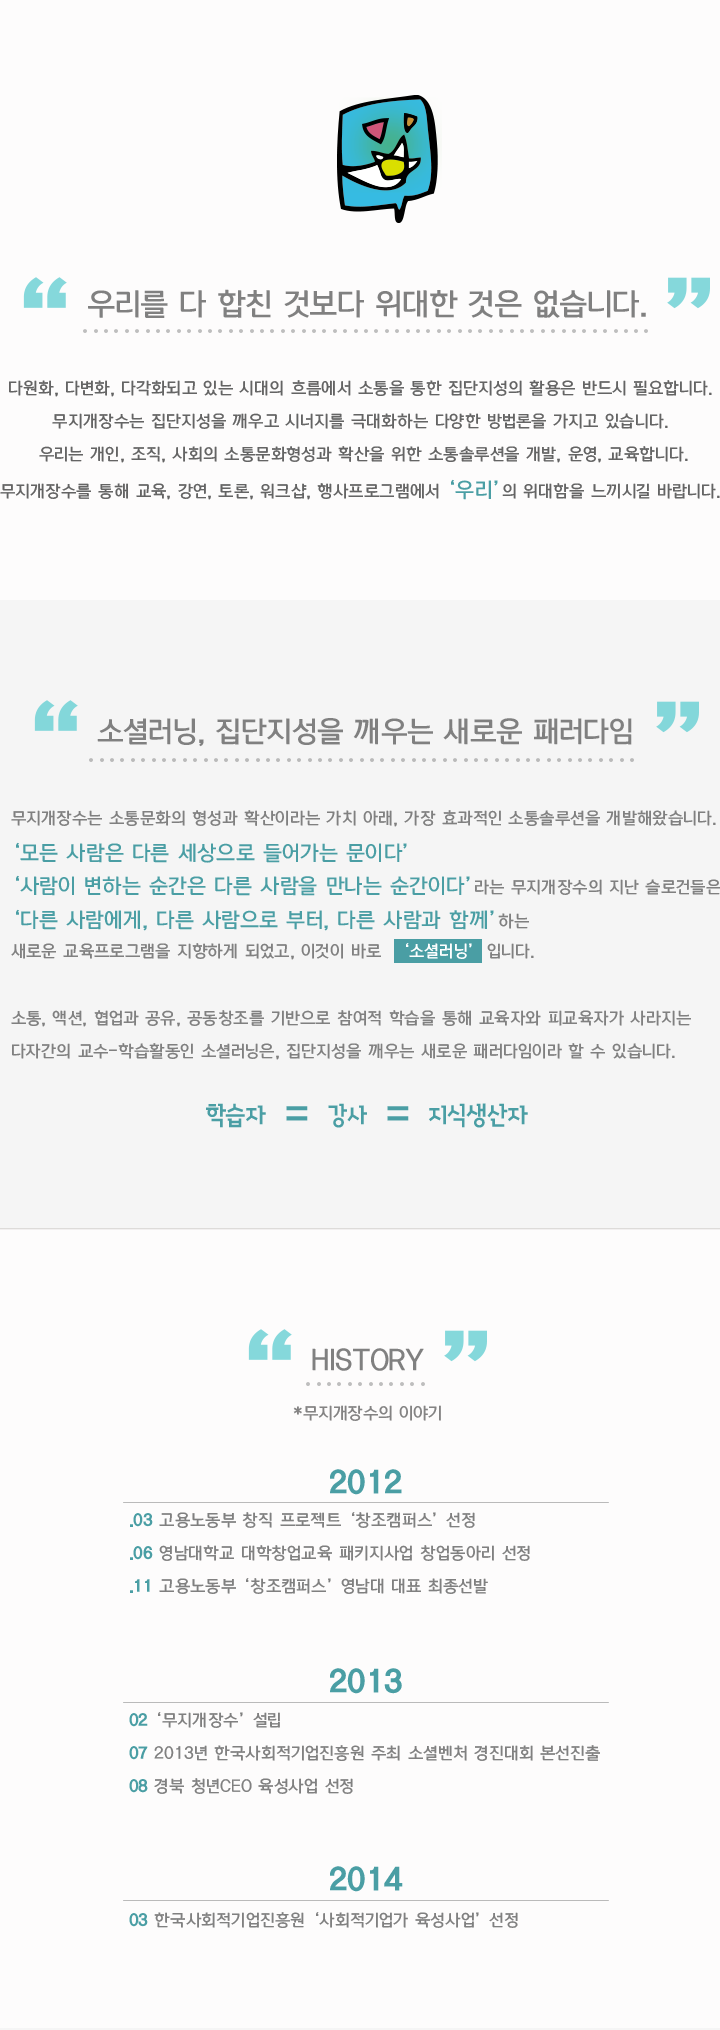 “ 우리를 다 합친 것보다 위대한 것은 없습니다. ”
다원화, 다변화, 다각화되고 있는 시대의 흐름에서 소통을 통한 집단지성의 활용은 반드시 필요합니다.
무지개장수는 집단지성을 깨우고 시너지를 극대화하는 다양한 방법론을 가지고 있습니다.
우리는 개인, 조직, 사회의 소통문화형성과 확산을 위한 소통솔루션을 개발, 운영, 교육합니다.
무지개장수를 통해 교육, 강연, 토론, 워크샵, 행사프로그램에서 ‘우리’의 위대함을 느끼시길 바랍니다.
“ 소셜러닝, 집단지성을 깨우는 새로운 패러다임 ”
무지개장수는 소통문화의 형성과 확산이라는 가치 아래, 가장 효과적인 소통솔루션을 개발해왔습니다.
‘모든 사람은 다른 세상으로 들어가는 문이다’
‘사람이 변하는 순간은 다른 사람을 만나는 순간이다’라는 무지개장수의 지난 슬로건들은
‘다른 사람에게, 다른 사람으로 부터, 다른 사람과 함께’하는
새로운 교육프로그램을 지향하게 되었고, 이것이 바로 ‘소셜러닝’ 입니다.
소통, 액션, 협업과 공유, 공동창조를 기반으로 참여적 학습을 통해 교육자와 피교육자가 사라지는
다자간의 교수-학습활동인 소셜러닝은, 집단지성을 깨우는 새로운 패러다임이라 할 수 있습니다.
학습자 = 강사 = 지식생산자
“ HISTORY ”
*무지개장수의 이야기
2012
.03 고용노동부 창직 프로젝트 ‘창조캠퍼스’ 선정
.06 영남대학교 대학창업교육 패키지사업 창업동아리 선정
.11 고용노동부 ‘창조캠퍼스’ 영남대 대표 최종선발
2013
02 ‘무지개장수’ 설립
07 2013년 한국사회적기업진흥원 주최 소셜벤처 경진대회 본선진출
08 경북 청년CEO 육성사업 선정
2014
03 한국사회적기업진흥원 ‘사회적기업가 육성사업’ 선정